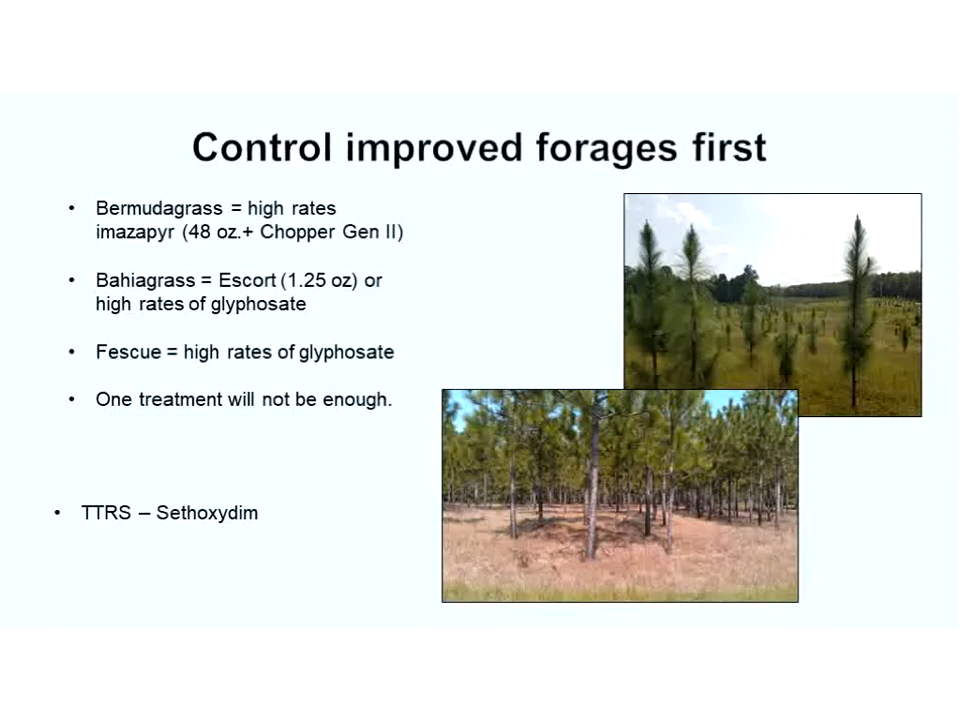 Control improved forages first
• Bermudagrass = high rates
imazapyr (48 oz.+ Chopper Gen II)
• Bahiagrass = Escort (1.25 oz) or
high rates of glyphosate
• Fescue = high rates of glyphosate
• One treatment will not be enough.
• TTRS – Sethoxydim